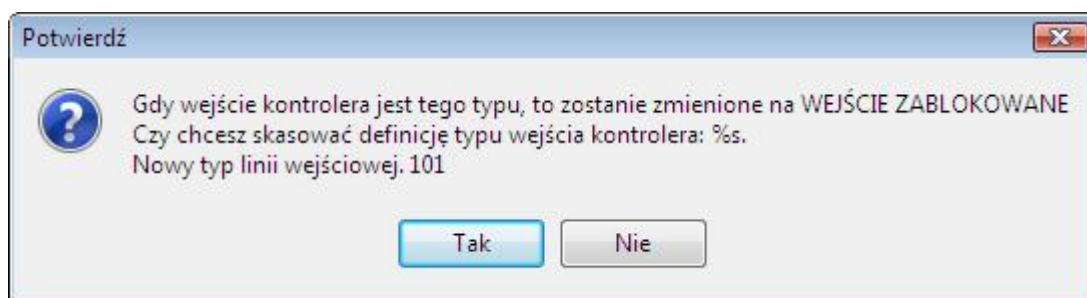 Potwierdź
Gdy wejście kontrolera jest tego typu, to zostanie zmienione na WEJŚCIE ZABLOKOWANE
Czy chcesz skasować definicję typu wejścia kontrolera: %s.
Nowy typ linii wejściowej. 101
Tak
Nie